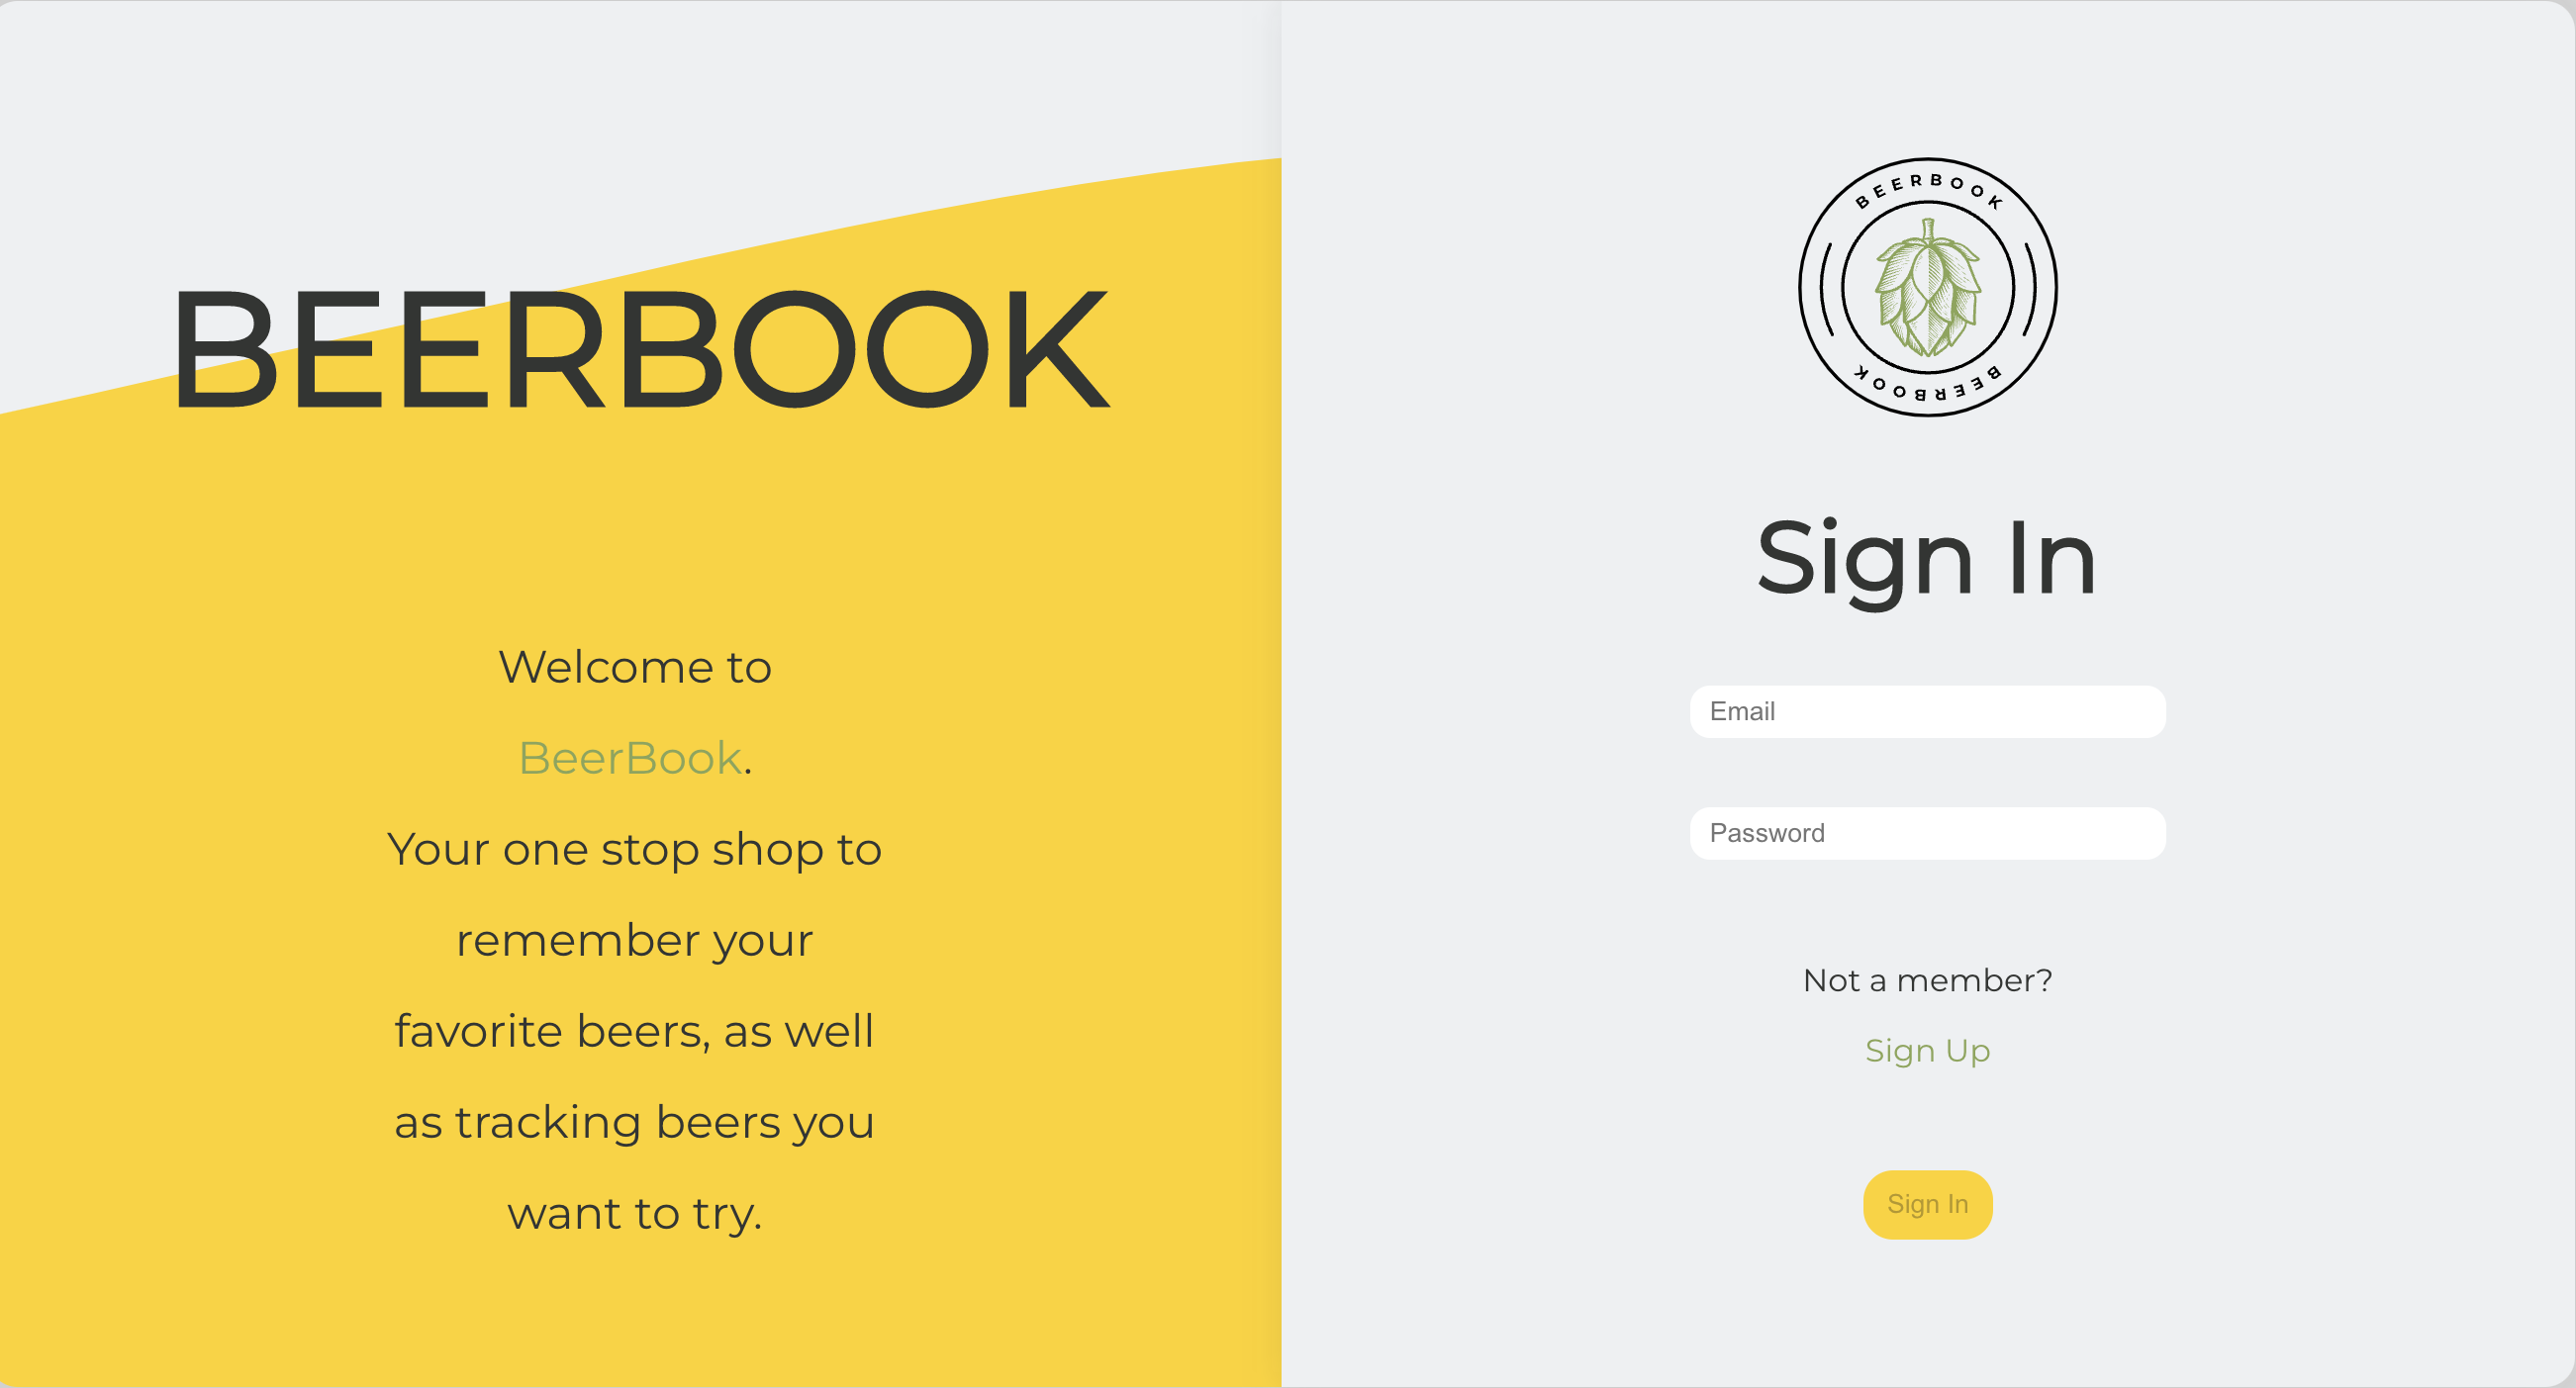 BEERBOOK
Welcome to
BeerBook.
Your one stop shop to
remember your
favorite beers, as well
as tracking beers you
want to try.
BEERBOOK
BEERBOOK
Sign In
Email
Password
Not a member?
Sign Up
Sign In